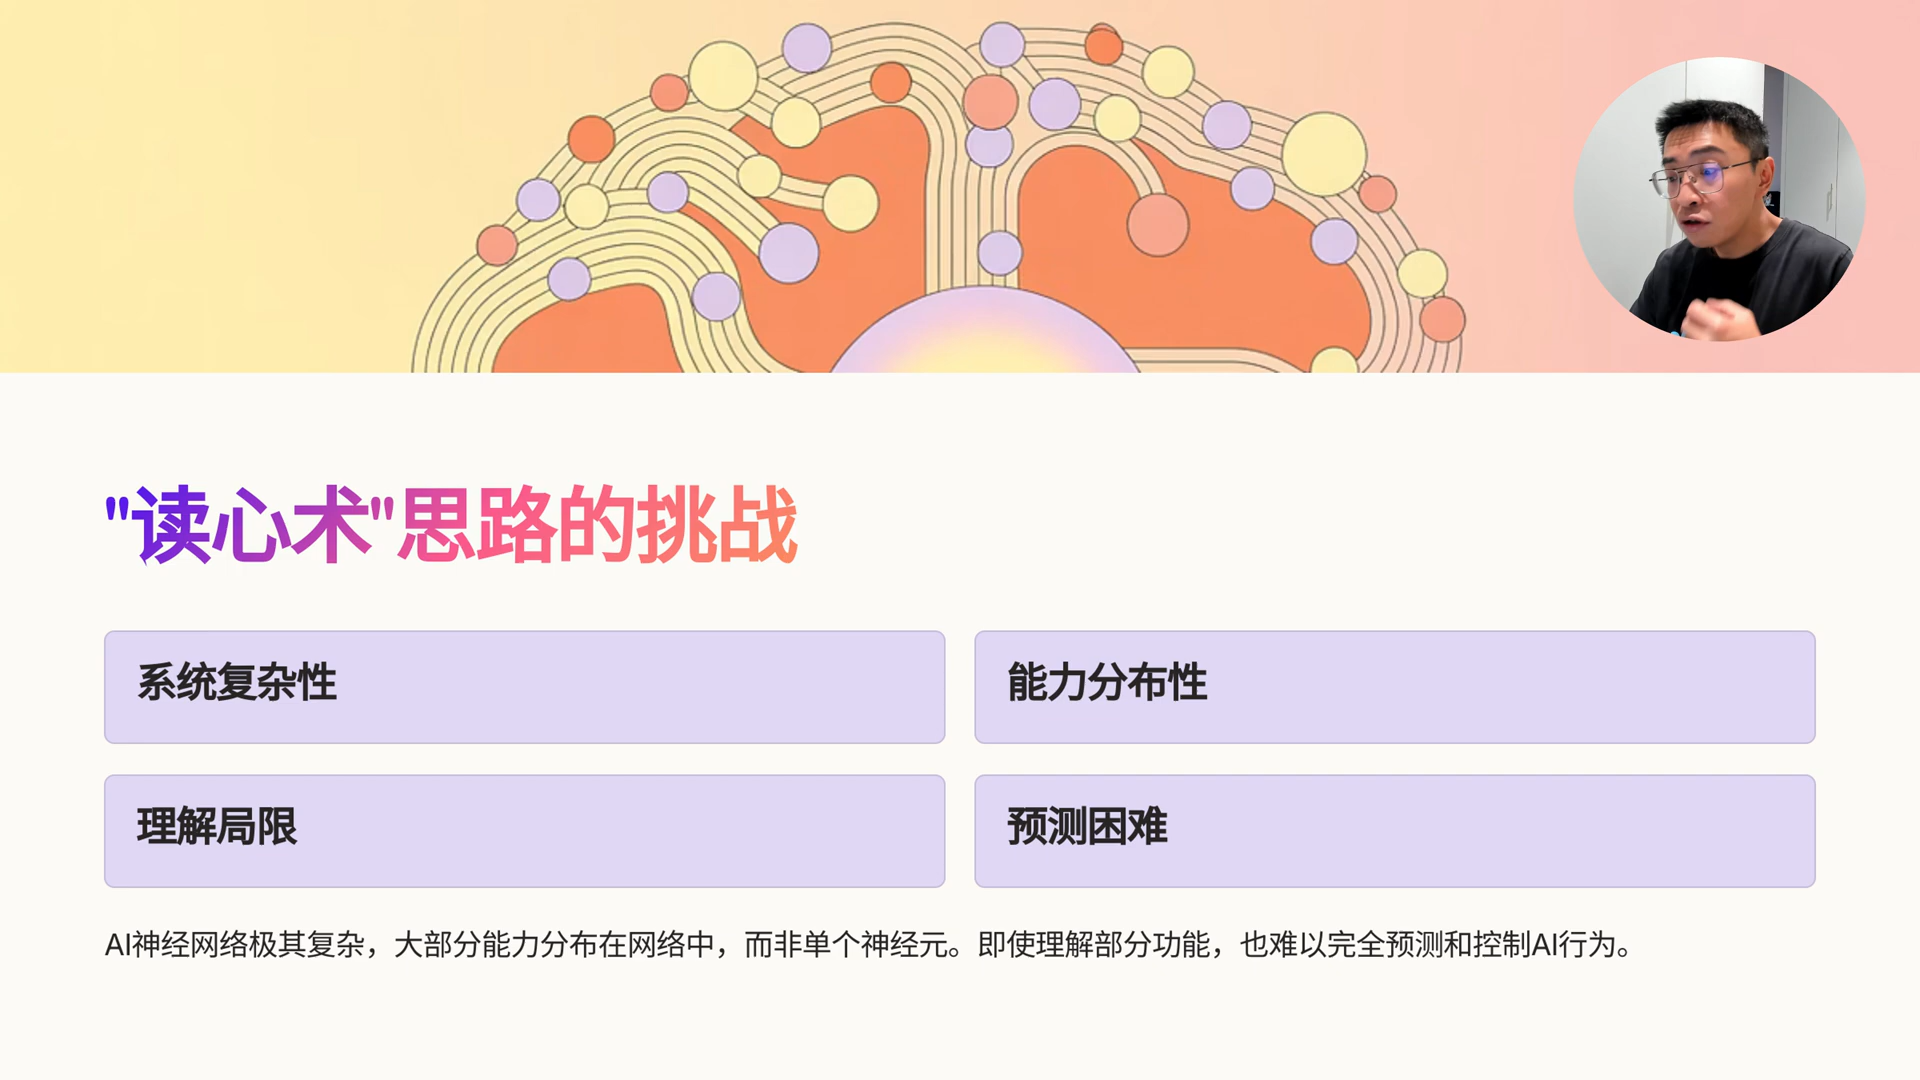 "读心术"思路的挑战
系统复杂性
能力分布性
理解局限
预测困难
AI神经网络极其复杂，大部分能力分布在网络中，而非单个神经元。即使理解部分功能，也难以完全预测和控制AI行为。